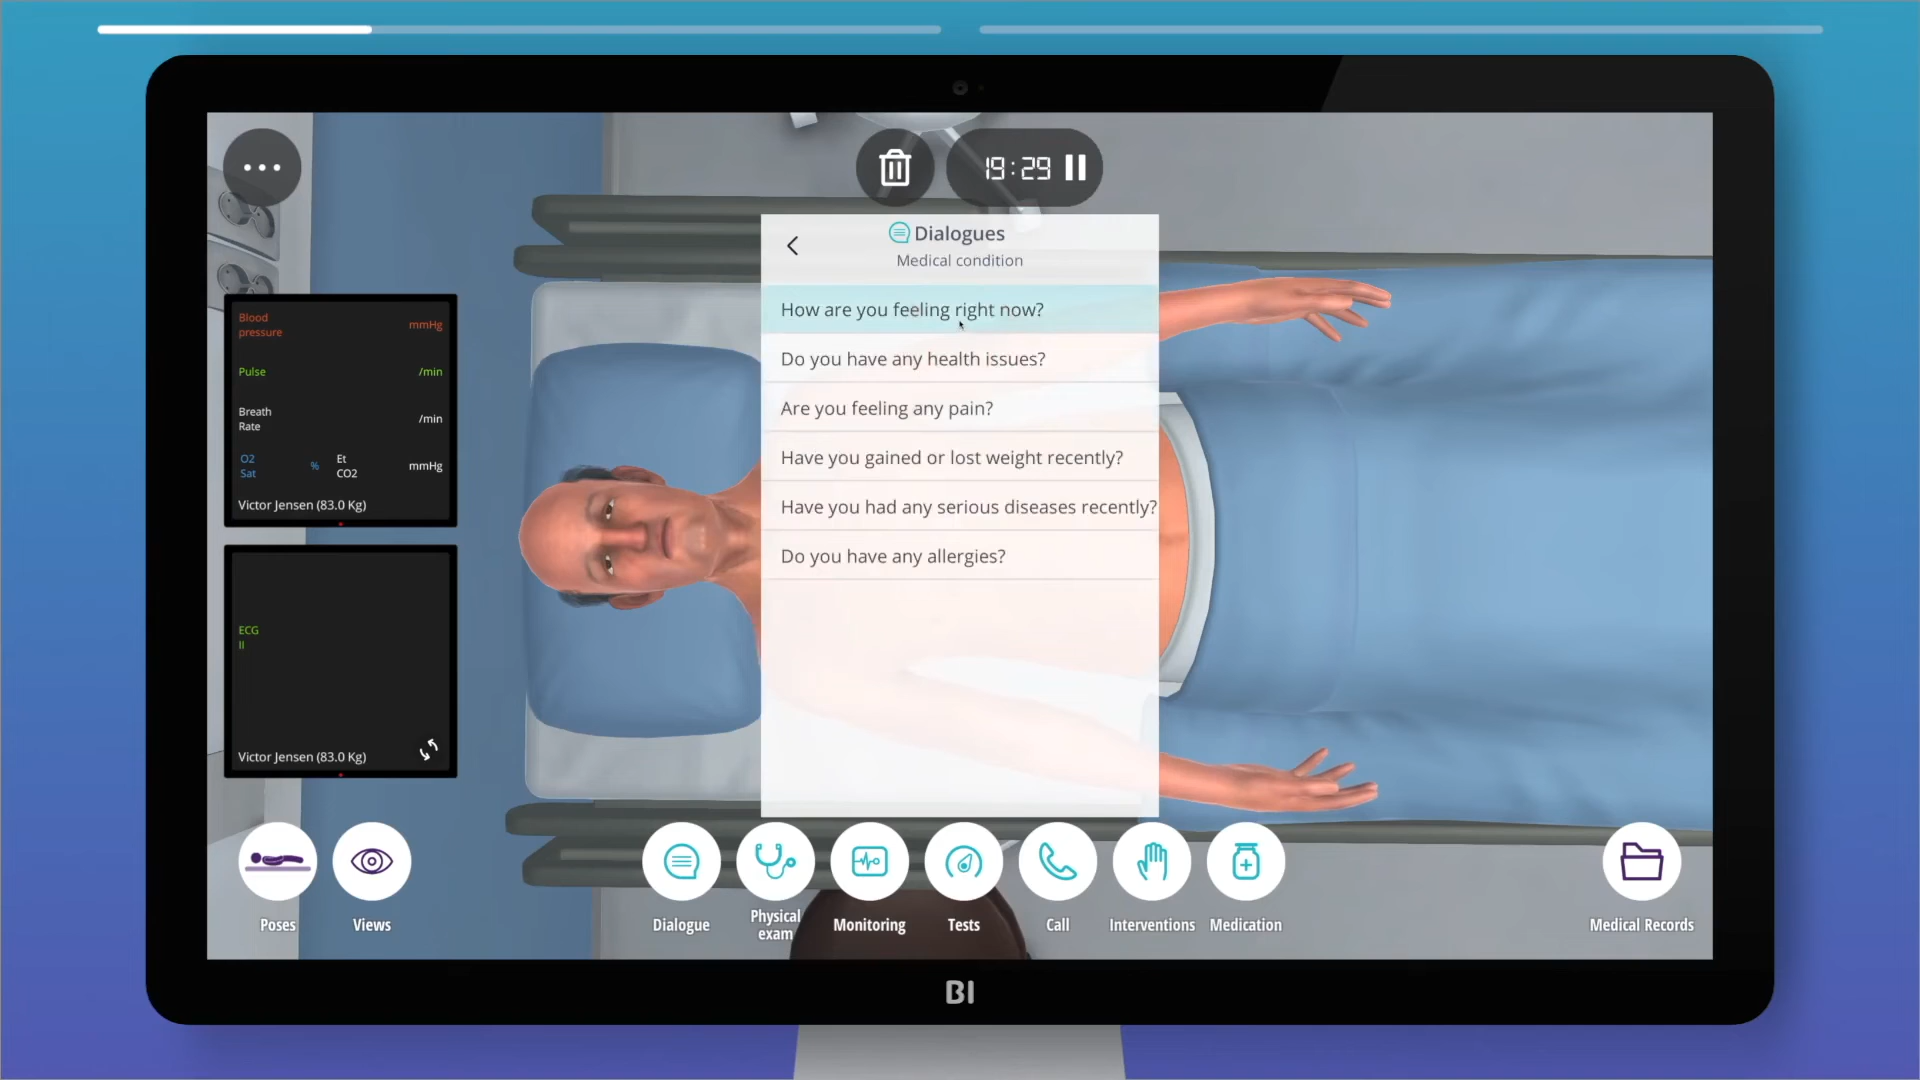 19:29
Dialogues
Medical condition
How are you feeling right now?
Do you have any health issues?
Are you feeling any pain?
Have you gained or lost weight recently?
Have you had any serious diseases recently?
Do you have any allergies?
Blood
pressure
mmHg
Pulse
/min
Breath
Rate
/min
O2
Sat
%
Et
CO2
mmHg
Victor Jensen (83.0 Kg)
ECG
II
Victor Jensen (83.0 Kg)
Poses
Views
Dialogue
Physical
exam
Monitoring
Tests
Call
Interventions
Medication
Medical Records
BI